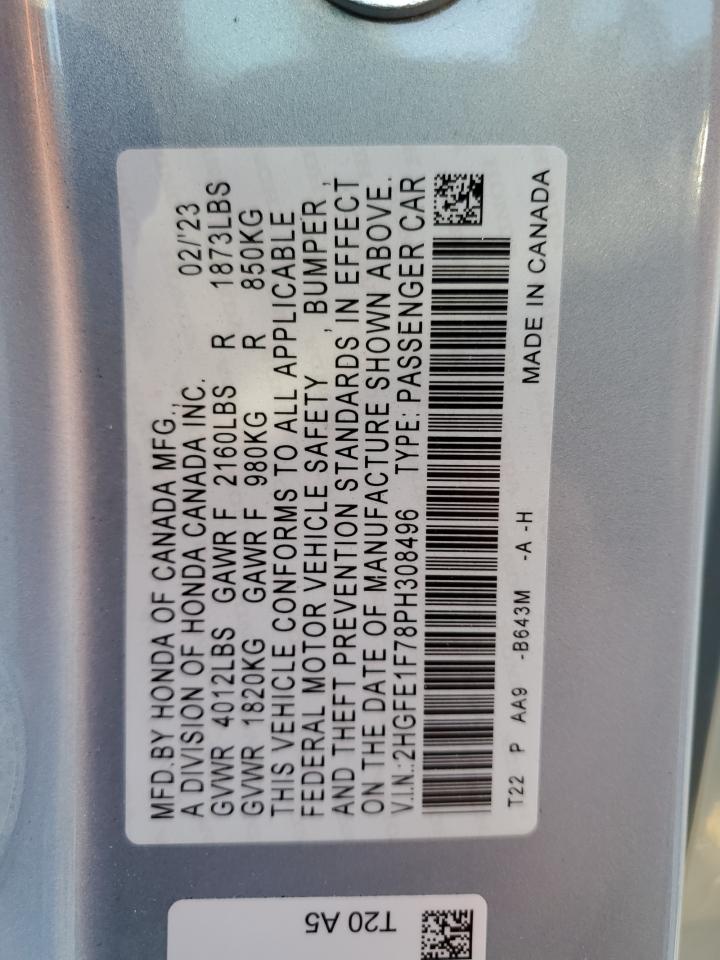 MFD.BY HONDA OF CANADA MFG.,
A DIVISION OF HONDA CANADA INC. 02/'23
GVWR 4012LBS GAWR F 2160LBS R 1873LBS
GVWR 1820KG GAWR F 980KG R 850KG
THIS VEHICLE CONFORMS TO ALL APPLICABLE
FEDERAL MOTOR VEHICLE SAFETY , BUMPER ,
AND THEFT PREVENTION STANDARDS IN EFFECT
ON THE DATE OF MANUFACTURE SHOWN ABOVE.
V.I.N.:2HGFE1F78PH308496 TYPE: PASSENGER CAR
T22 P AA9 -B643M -A -H MADE IN CANADA
T20 A5